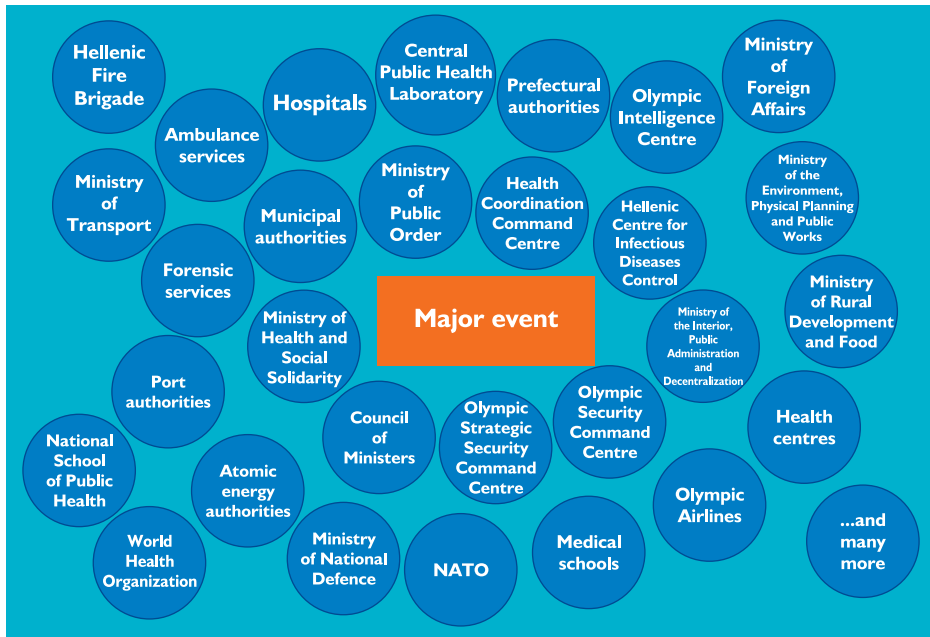 Hellenic
Fire
Brigade
Ambulance
services
Hospitals
Central
Public Health
Laboratory
Prefectural
authorities
Olympic
Intelligence
Centre
Ministry
of
Foreign
Affairs
Ministry
of
Transport
Municipal
authorities
Ministry
of
Public
Order
Health
Coordination
Command
Centre
Hellenic
Centre for
Infectious
Diseases
Control
Ministry
of the
Environment,
Physical Planning
and Public
Works
Forensic
services
Ministry of
Health and
Social
Solidarity
Major event
Ministry of
the Interior,
Public
Administration
and
Decentralization
Ministry
of Rural
Development
and Food
Port
authorities
Council
of
Ministers
Olympic
Strategic
Security
Command
Centre
Olympic
Security
Command
Centre
Health
centres
National
School
of Public
Health
Atomic
energy
authorities
Olympic
Airlines
World
Health
Organization
Ministry
of National
Defence
NATO
Medical
schools
...and
many
more